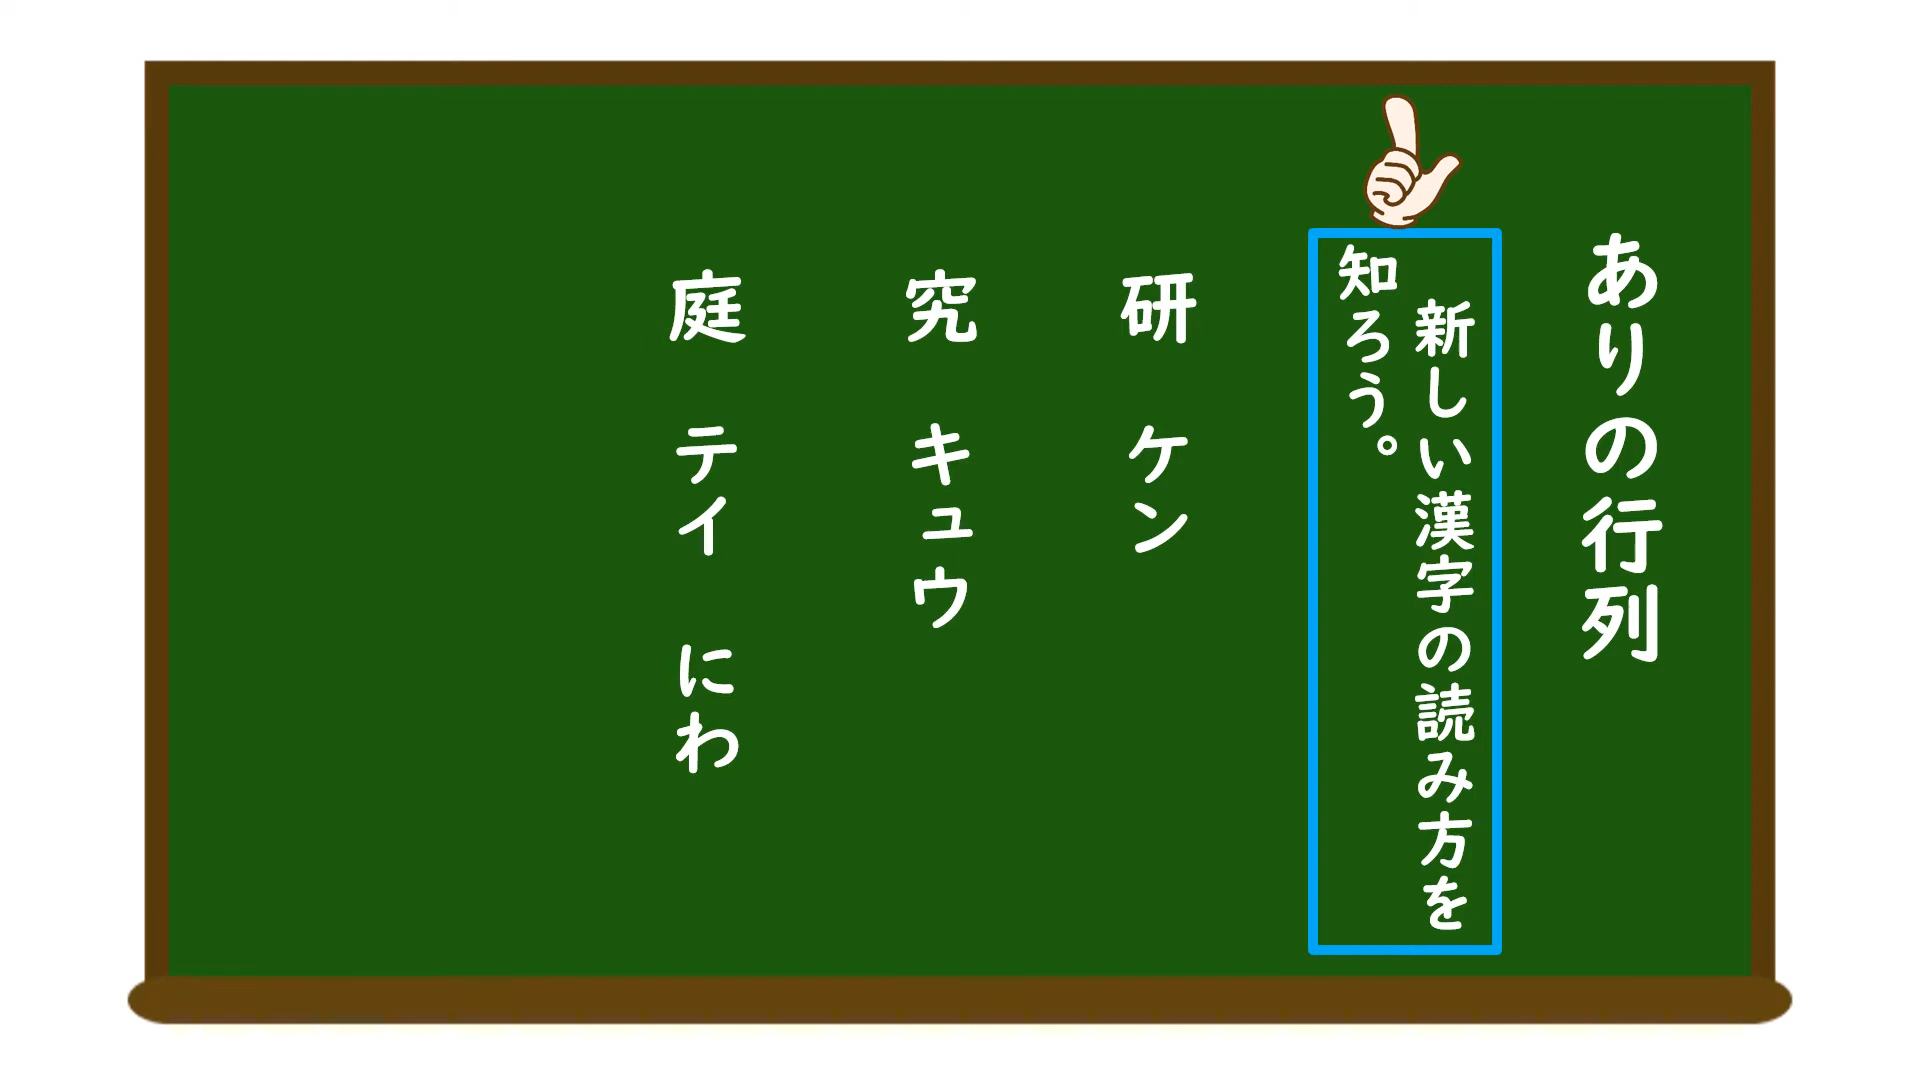 ありの行列
新しい漢字の読み方を
知ろう。
研 ケン
究 キュウ
庭 テイ にわ